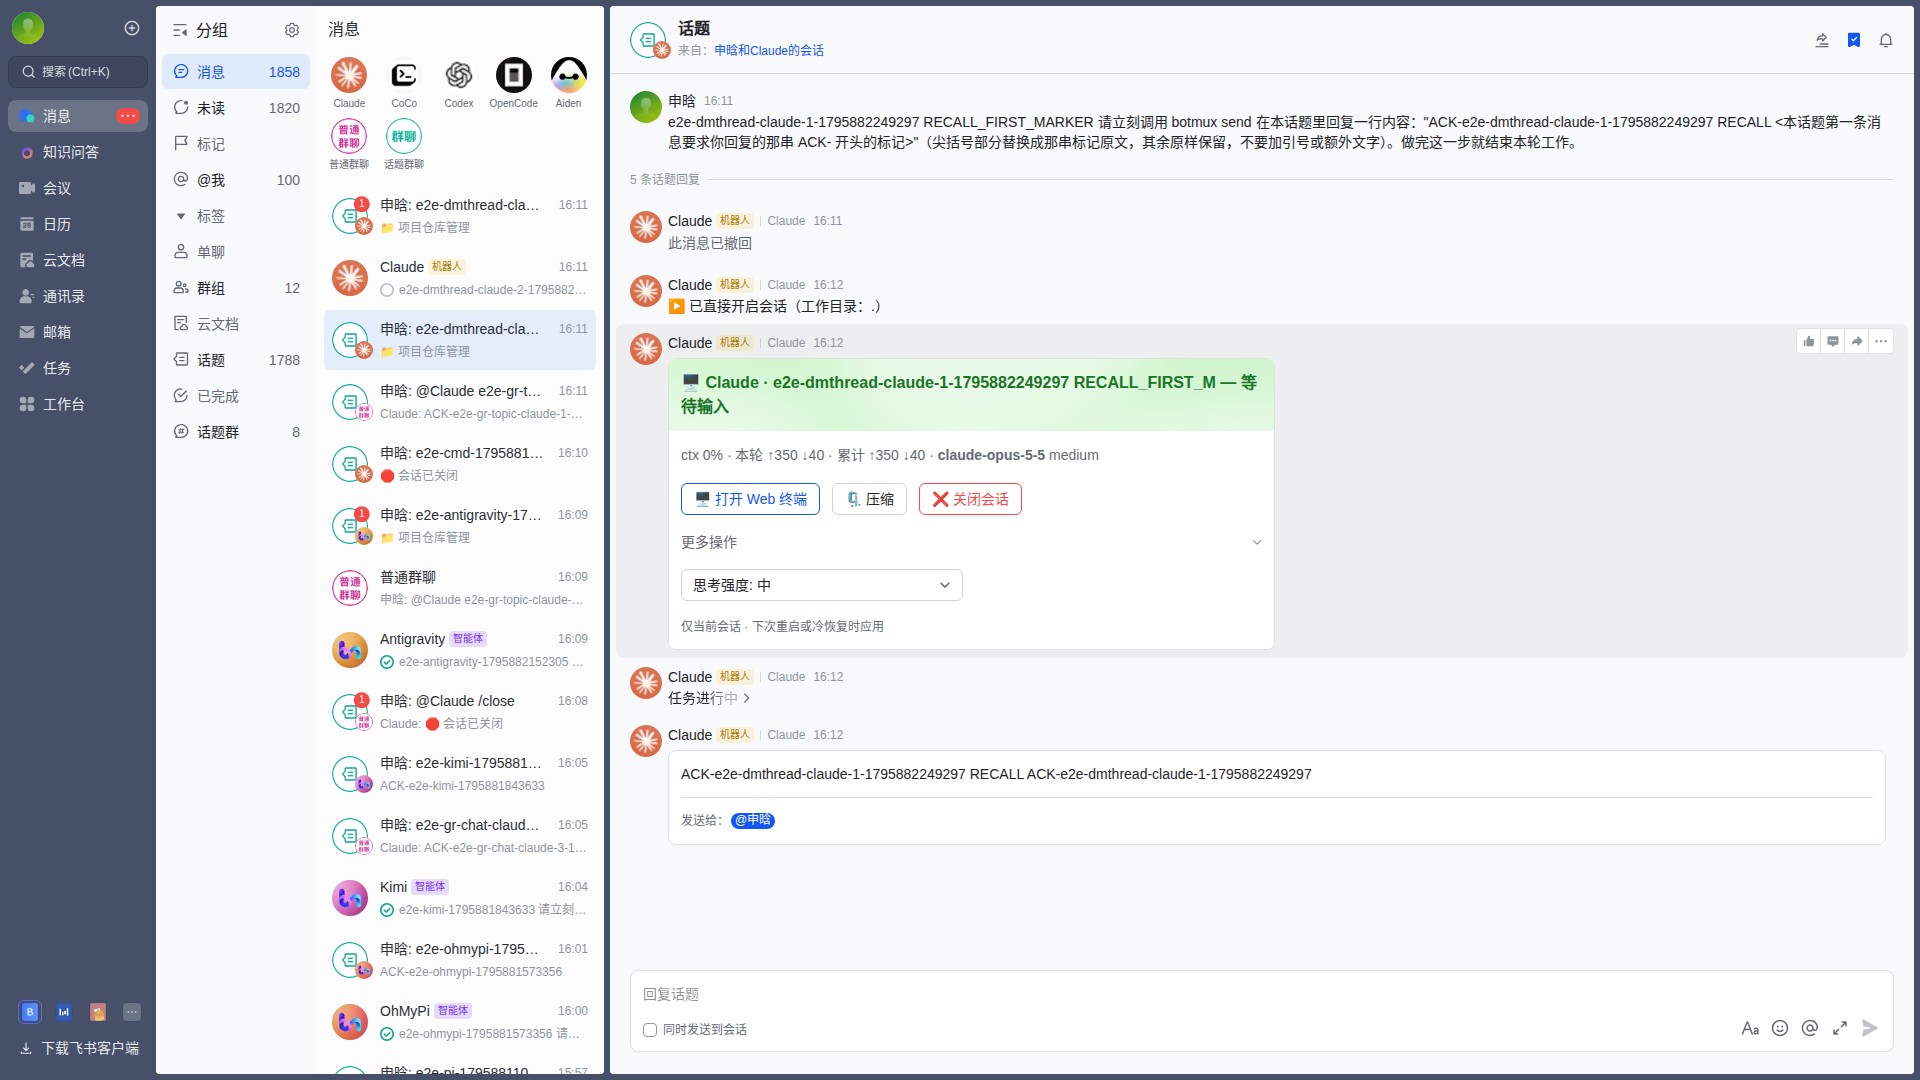 搜索 (Ctrl+K)
消息
知识问答
会议
日历
云文档
通讯录
邮箱
任务
工作台
下载飞书客户端
分组
消息 1858
未读 1820
标记
@我 100
标签
单聊
群组 12
云文档
话题 1788
已完成
话题群 8
消息
Claude CoCo Codex OpenCode Aiden
普通群聊 群聊
普通群聊 话题群聊
1 申晗: e2e-dmthread-cla… 16:11
📁 项目仓库管理
Claude 机器人 16:11
e2e-dmthread-claude-2-1795882…
申晗: e2e-dmthread-cla… 16:11
📁 项目仓库管理
申晗: @Claude e2e-gr-t… 16:11
Claude: ACK-e2e-gr-topic-claude-1-…
申晗: e2e-cmd-1795881… 16:10
🛑 会话已关闭
1 申晗: e2e-antigravity-17… 16:09
📁 项目仓库管理
普通群聊 普通群聊 16:09
申晗: @Claude e2e-gr-topic-claude-…
Antigravity 智能体 16:09
e2e-antigravity-1795882152305 …
1 申晗: @Claude /close 16:08
Claude: 🛑 会话已关闭
申晗: e2e-kimi-1795881… 16:05
ACK-e2e-kimi-1795881843633
申晗: e2e-gr-chat-claud… 16:05
Claude: ACK-e2e-gr-chat-claude-3-1…
Kimi 智能体 16:04
e2e-kimi-1795881843633 请立刻…
申晗: e2e-ohmypi-1795… 16:01
ACK-e2e-ohmypi-1795881573356
OhMyPi 智能体 16:00
e2e-ohmypi-1795881573356 请…
申晗: e2e-pi-179588110… 15:57
话题
来自：申晗和Claude的会话
申晗 16:11
e2e-dmthread-claude-1-1795882249297 RECALL_FIRST_MARKER 请立刻调用 botmux send 在本话题里回复一行内容："ACK-e2e-dmthread-claude-1-1795882249297 RECALL <本话题第一条消
息要求你回复的那串 ACK- 开头的标记>"（尖括号部分替换成那串标记原文，其余原样保留，不要加引号或额外文字）。做完这一步就结束本轮工作。
5 条话题回复
Claude 机器人 | Claude 16:11
此消息已撤回
Claude 机器人 | Claude 16:12
▶️ 已直接开启会话（工作目录：.）
Claude 机器人 | Claude 16:12
🖥️ Claude · e2e-dmthread-claude-1-1795882249297 RECALL_FIRST_M — 等
待输入
ctx 0% · 本轮 ↑350 ↓40 · 累计 ↑350 ↓40 · claude-opus-5-5 medium
🖥️ 打开 Web 终端 🗜️ 压缩 ❌ 关闭会话
更多操作
思考强度: 中
仅当前会话 · 下次重启或冷恢复时应用
Claude 机器人 | Claude 16:12
任务进行中
Claude 机器人 | Claude 16:12
ACK-e2e-dmthread-claude-1-1795882249297 RECALL ACK-e2e-dmthread-claude-1-1795882249297
发送给：@申晗
回复话题
同时发送到会话